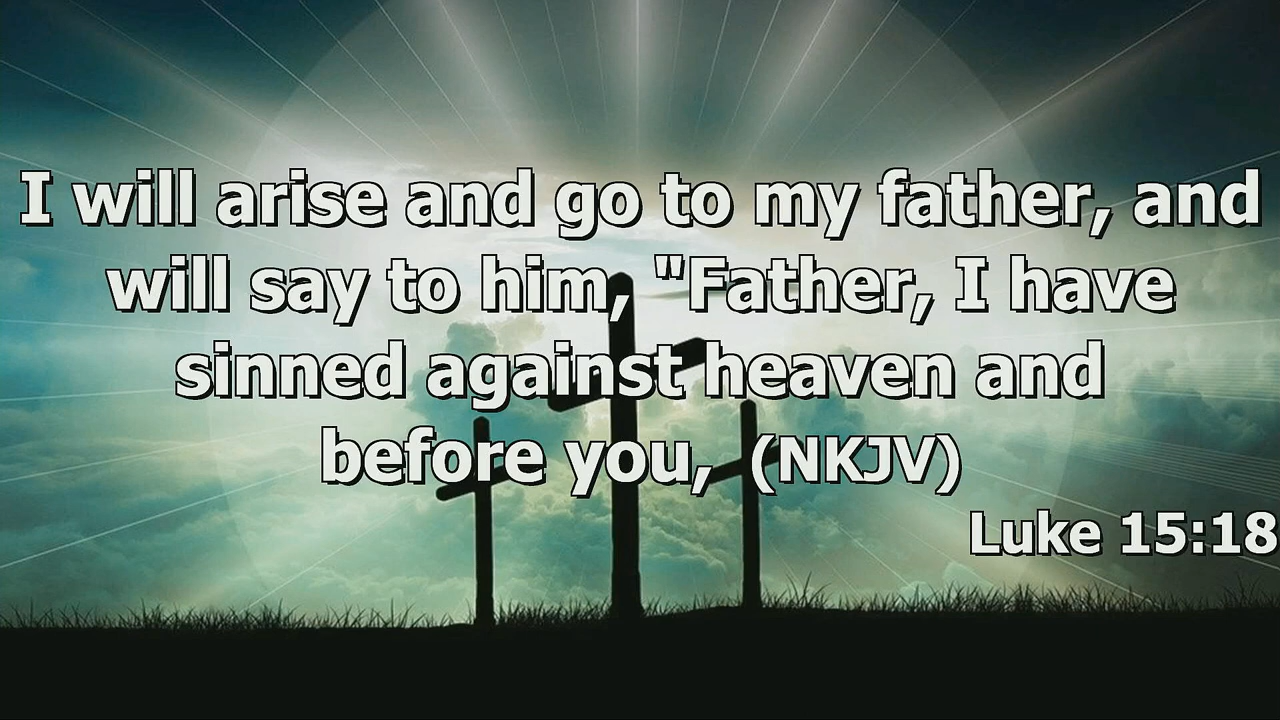 I will arise and go to my father, and
will say to him, "Father, I have
sinned against heaven and
before you, (NKJV)
Luke 15:18